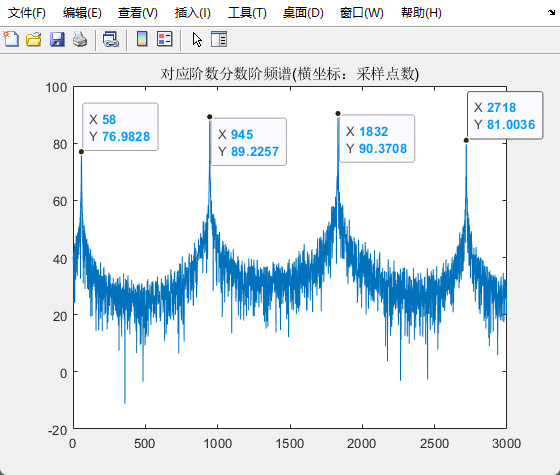 文件(F) 编辑(E) 查看(V) 插入(I) 工具(T) 桌面(D) 窗口(W) 帮助(H)
对应阶数分数阶频谱(横坐标：采样点数)
100
80
60
40
20
0
-20
X 58
Y 76.9828
X 945
Y 89.2257
X 1832
Y 90.3708
X 2718
Y 81.0036
0 500 1000 1500 2000 2500 3000